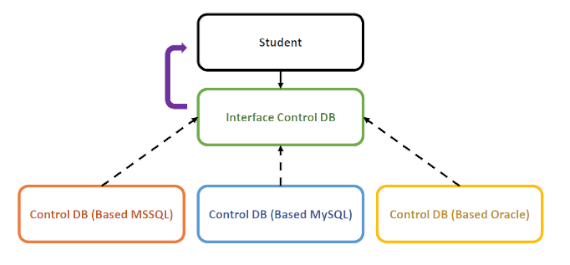 Student
Interface Control DB
Control DB (Based MSSQL)
Control DB (Based MySQL)
Control DB (Based Oracle)